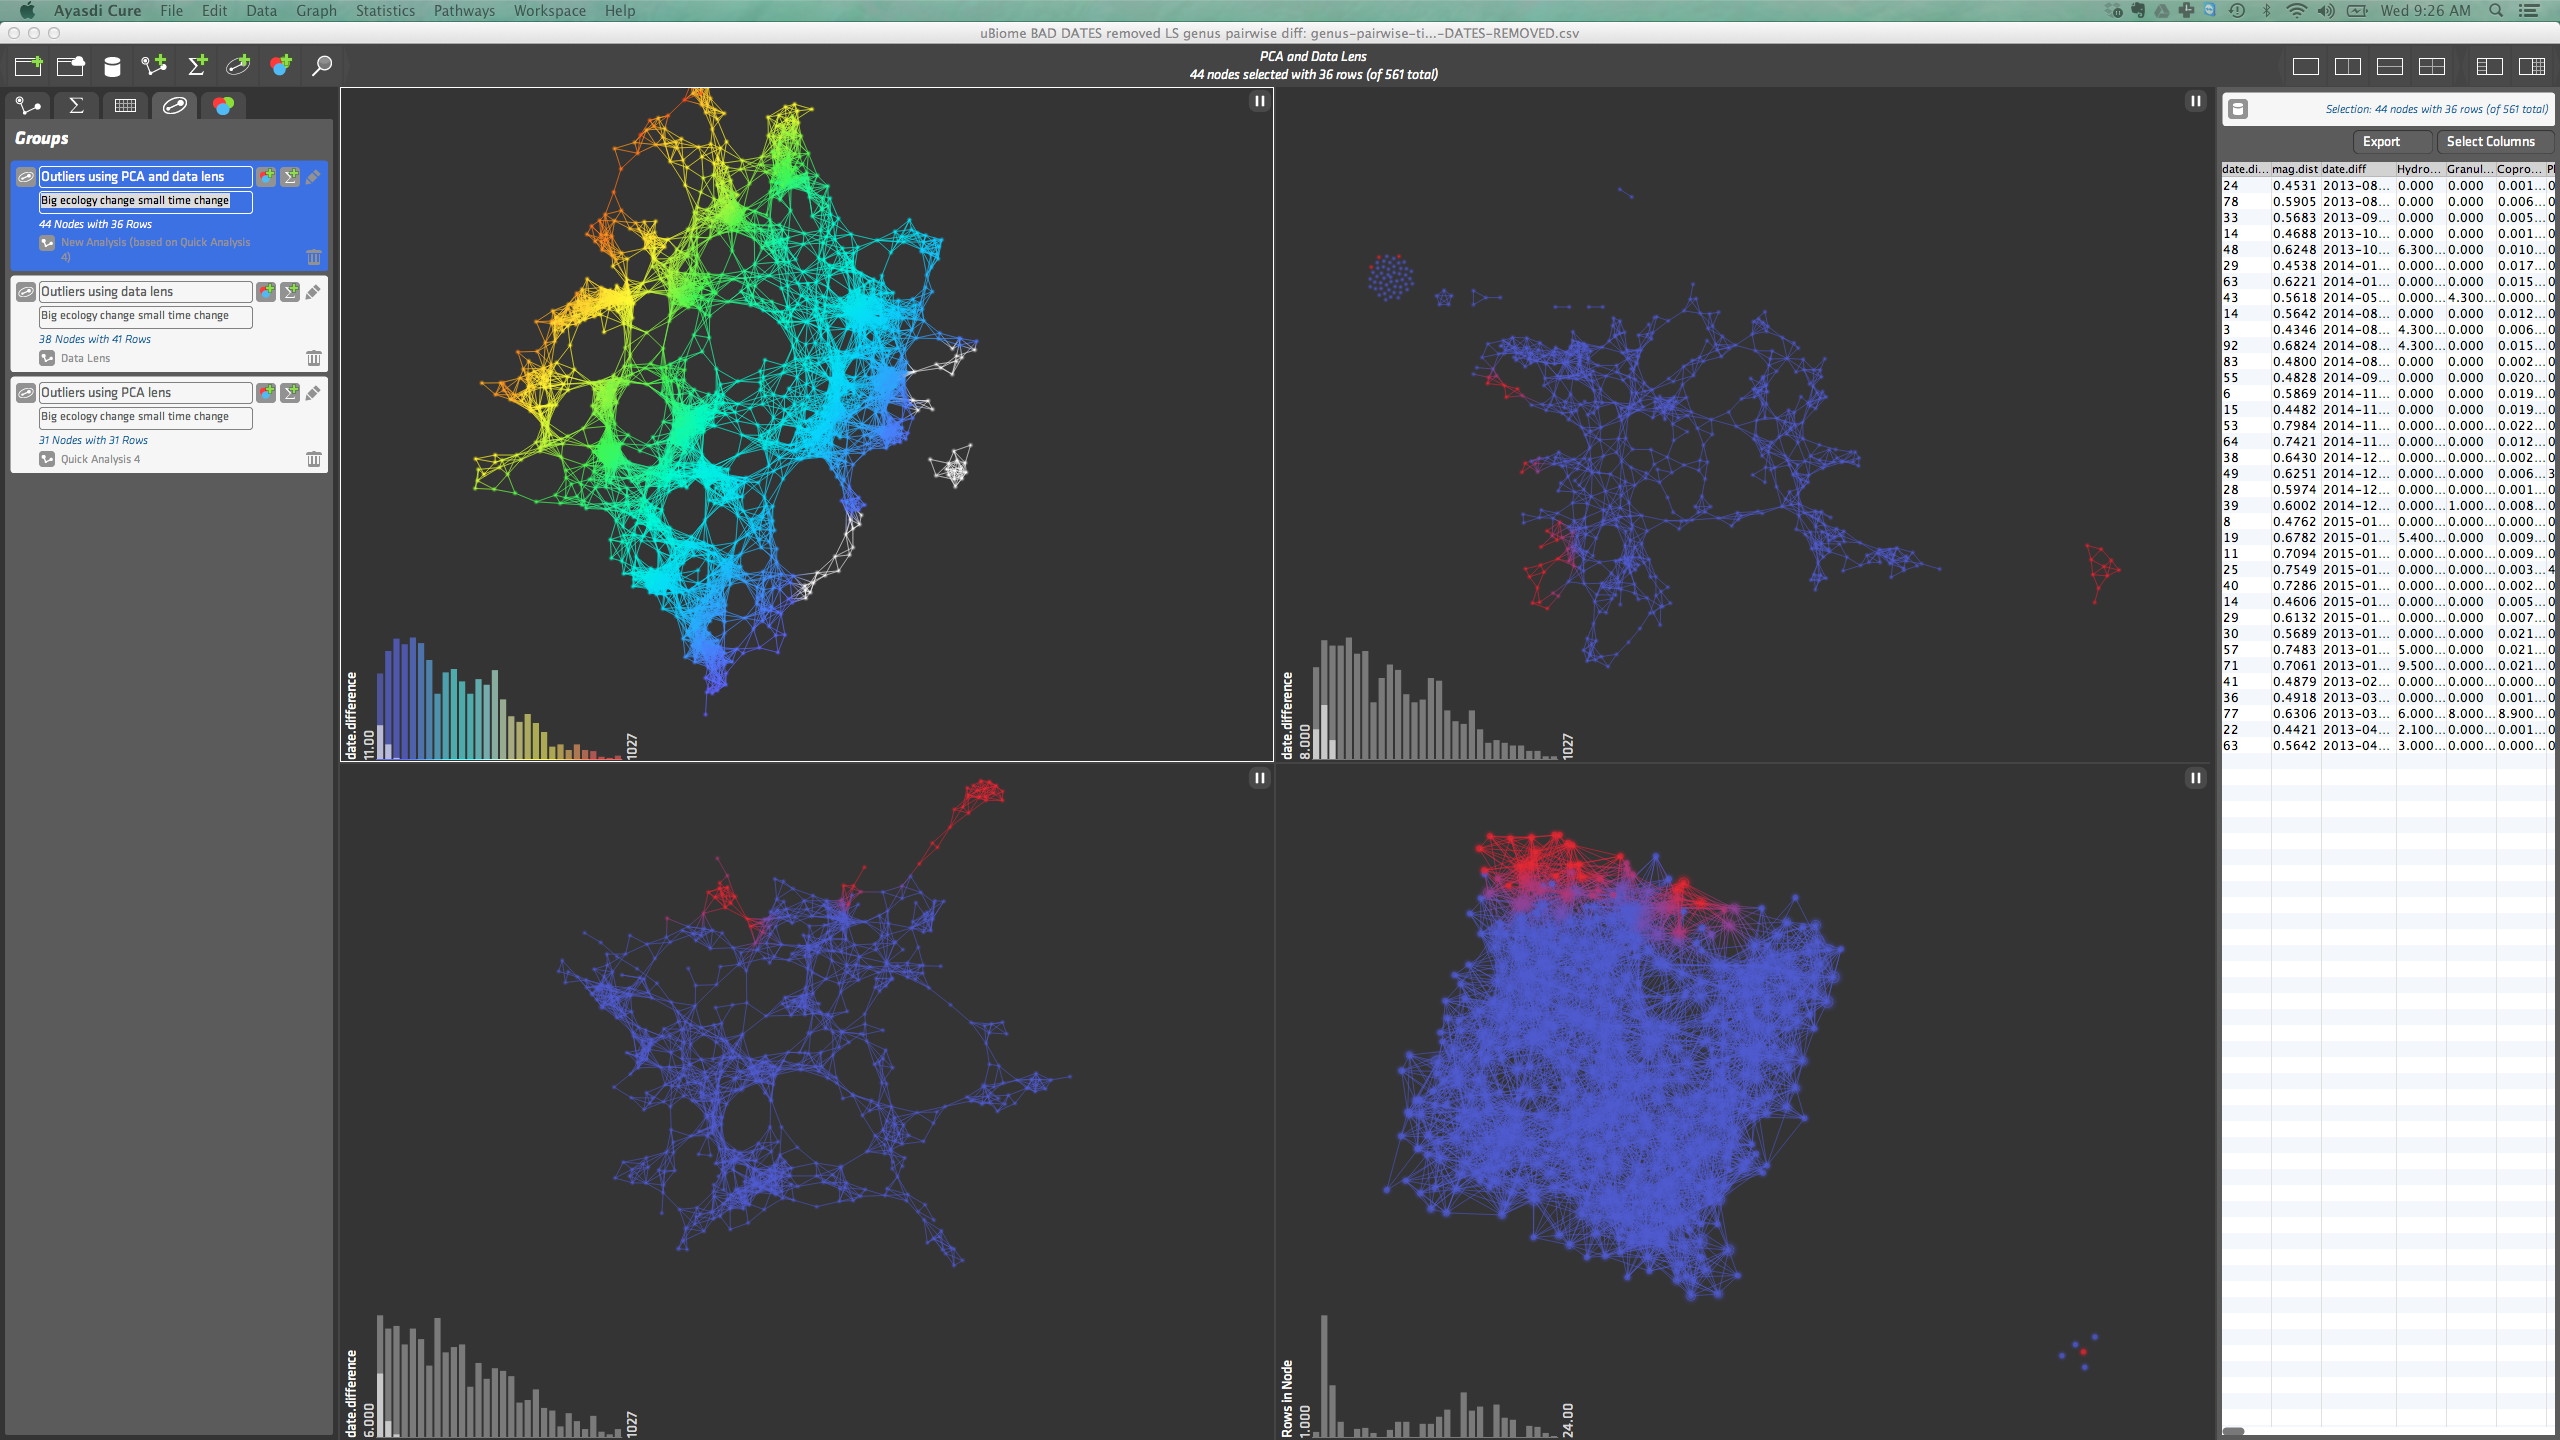 Ayasdi Cure File Edit Data Graph Statistics Pathways Workspace Help Wed 9:26 AM
uBiome BAD DATES removed LS genus pairwise diff: genus-pairwise-ti...-DATES-REMOVED.csv
PCA and Data Lens
44 nodes selected with 36 rows (of 561 total)
Groups
Outliers using PCA and data lens
Big ecology change small time change
44 Nodes with 36 Rows
New Analysis (based on Quick Analysis
4)
Outliers using data lens
Big ecology change small time change
38 Nodes with 41 Rows
Data Lens
Outliers using PCA lens
Big ecology change small time change
31 Nodes with 31 Rows
Quick Analysis 4
date.difference
11.00
1027
date.difference
8.000
1027
date.difference
6.000
1027
Rows in Node
1.000
24.00
Selection: 44 nodes with 36 rows (of 561 total)
Export Select Columns
date.di... mag.dist date.diff Hydro... Granul... Copro... Pl
24 0.4531 2013-08... 0.000 0.000 0.001... 0
78 0.5905 2013-08... 0.000 0.000 0.006... 0
33 0.5683 2013-09... 0.000 0.000 0.005... 0
14 0.4688 2013-10... 0.000 0.000 0.001... 0
48 0.6248 2013-10... 6.300... 0.000 0.010... 0
29 0.4538 2014-01... 0.000... 0.000 0.017... 0
63 0.6221 2014-01... 0.000... 0.000 0.015... 0
43 0.5618 2014-05... 0.000... 4.300... 0.000... 0
14 0.5642 2014-08... 0.000 0.000 0.012... 0
3 0.4346 2014-08... 4.300... 0.000 0.006... 0
92 0.6824 2014-08... 4.300... 0.000 0.015... 0
83 0.4800 2014-08... 0.000 0.000 0.002... 0
55 0.4828 2014-09... 0.000 0.000 0.020... 0
6 0.5869 2014-11... 0.000 0.000 0.019... 0
15 0.4482 2014-11... 0.000 0.000 0.019... 0
53 0.7984 2014-11... 0.000... 0.000 0.022... 0
64 0.7421 2014-11... 0.000... 0.000 0.012... 0
38 0.6430 2014-12... 0.000... 0.000 0.002... 0
49 0.6251 2014-12... 0.000... 0.000 0.006... 3
28 0.5974 2014-12... 0.000... 0.000 0.001... 0
39 0.6002 2014-12... 0.000... 1.000... 0.008... 0
8 0.4762 2015-01... 0.000... 0.000 0.000... 0
19 0.6782 2015-01... 5.400... 0.000 0.009... 0
11 0.7094 2015-01... 0.000... 0.000 0.009... 0
25 0.7549 2015-01... 0.000... 0.000 0.003... 4
40 0.7286 2015-01... 0.000... 0.000 0.002... 0
14 0.4606 2015-01... 0.000... 0.000 0.005... 0
29 0.6132 2015-01... 0.000... 0.000 0.007... 0
30 0.5689 2013-01... 0.000... 0.000 0.021... 0
57 0.7483 2013-01... 5.000... 0.000 0.021... 0
71 0.7061 2013-01... 9.500... 0.000... 0.021... 0
41 0.4879 2013-02... 0.000... 0.000 0.000... 0
36 0.4918 2013-03... 0.000... 0.000 0.001... 0
77 0.6306 2013-03... 6.000... 8.000... 8.900... 0
22 0.4421 2013-04... 2.100... 0.000... 0.001... 0
63 0.5642 2013-04... 3.000... 0.000... 0.000... 0